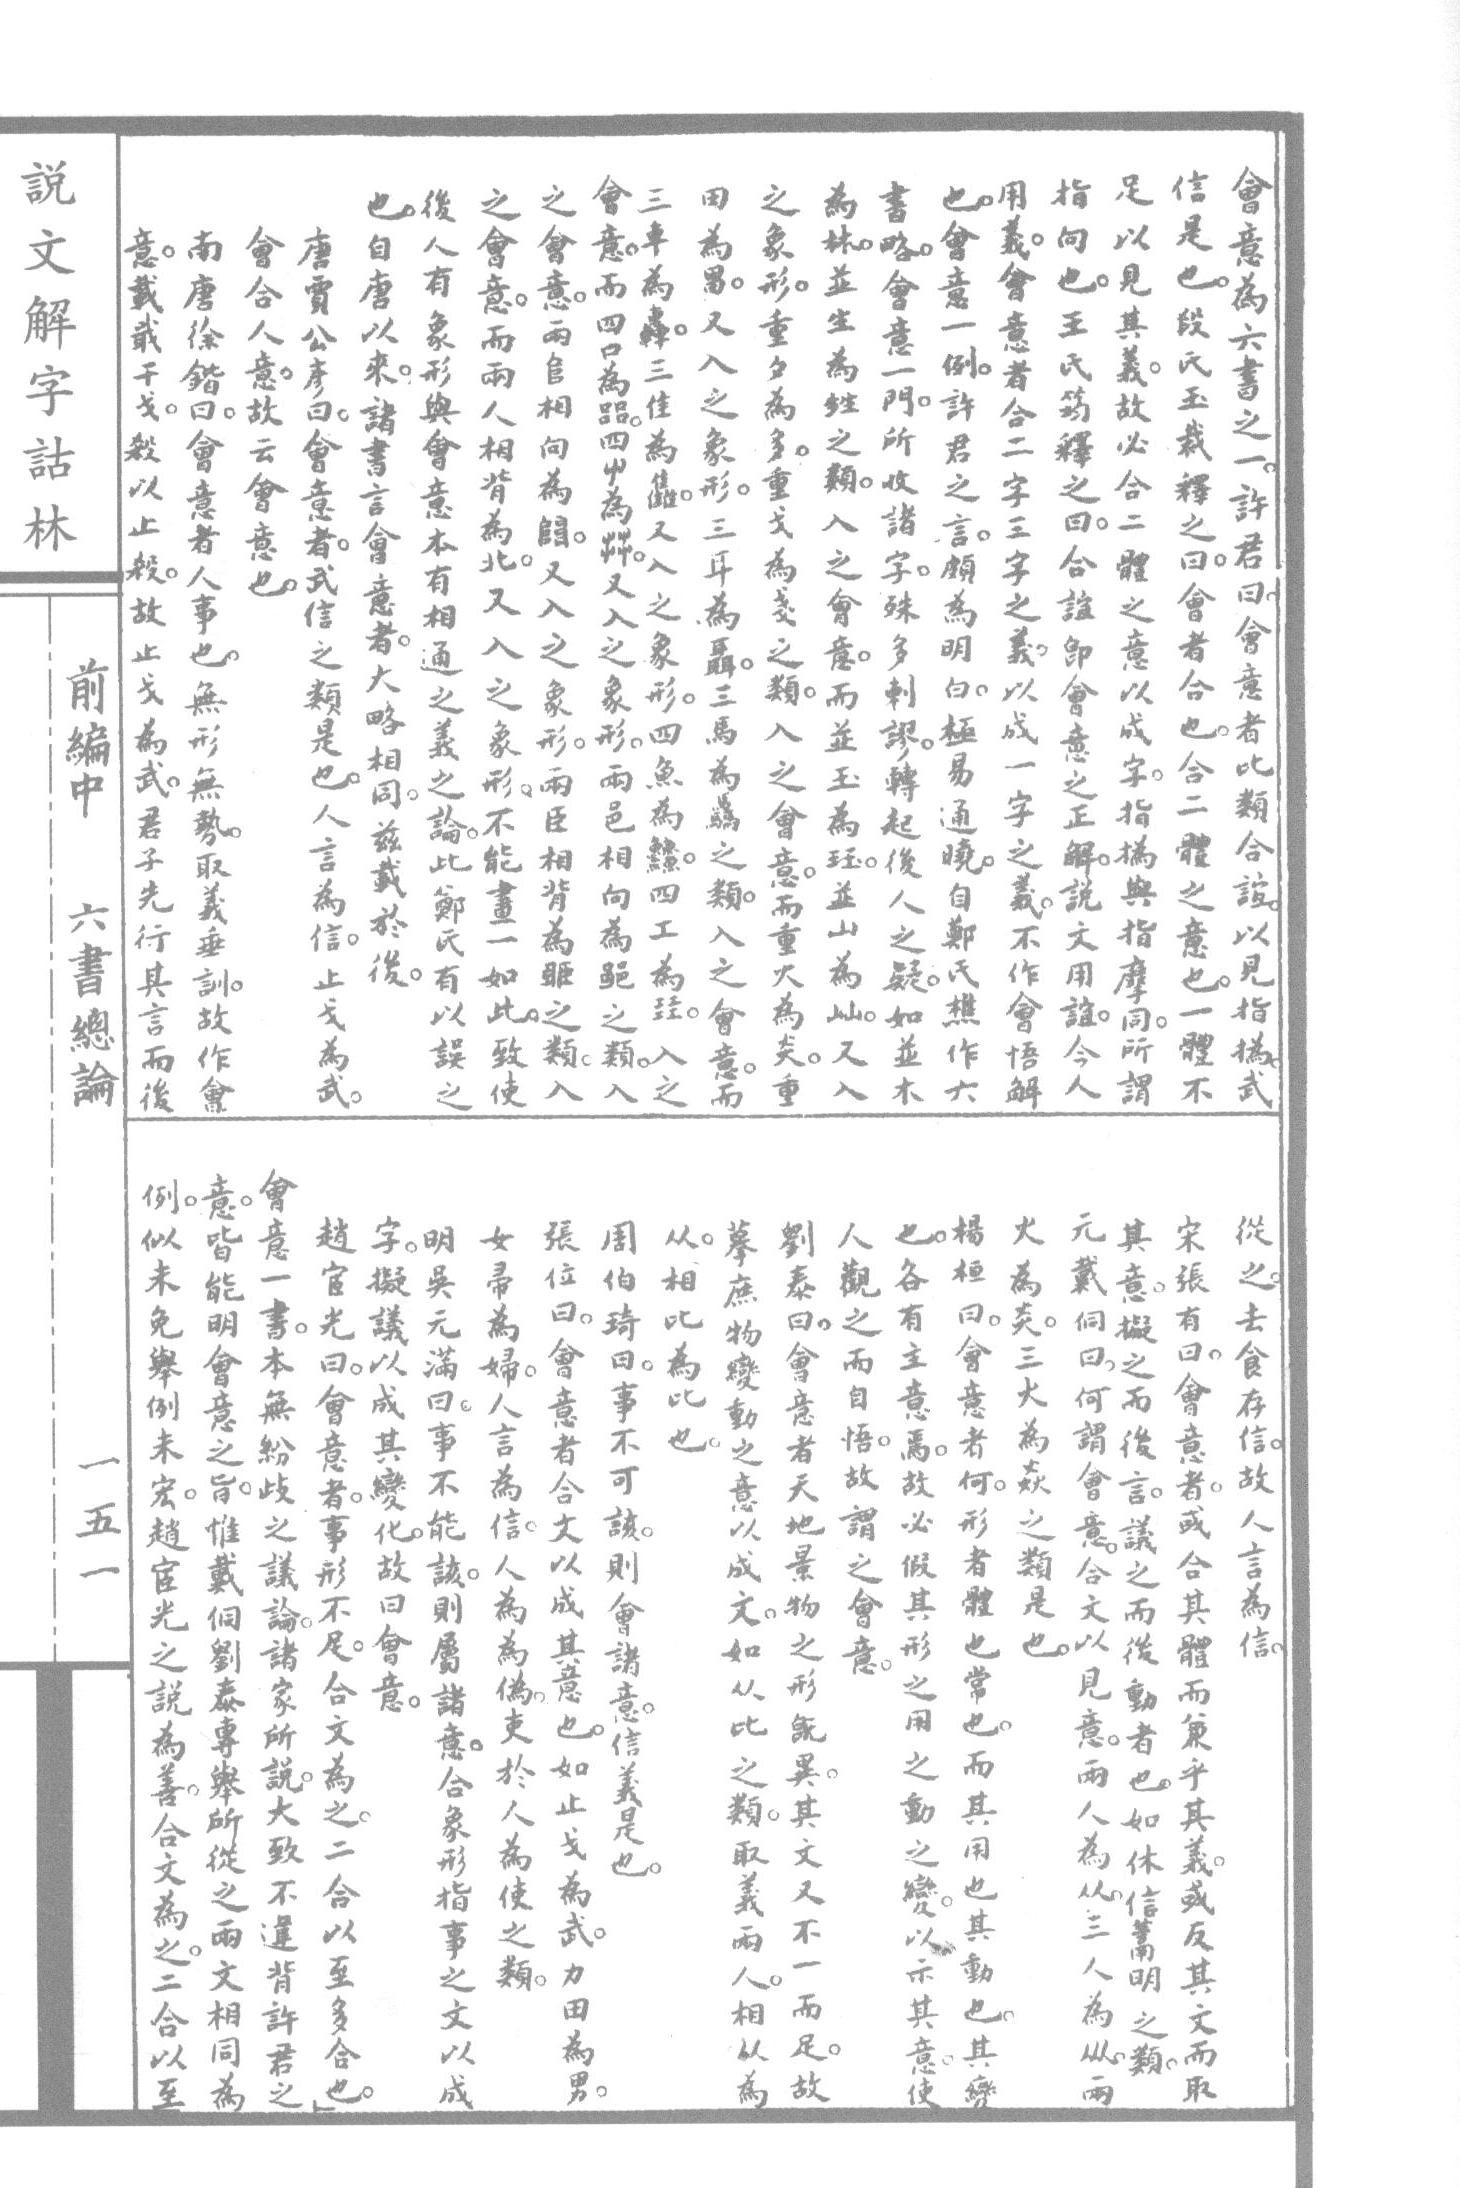 會意為六書之一。許君曰。會意者比類合誼。以見指撝。武
信是也。段氏玉裁釋之曰。會者合也。合二體之意也。一體不
足以見其義。故必合二體之意以成字。指撝與指摩同。所謂
指向也。王氏筠釋之曰。合誼即會意之正解。說文用誼。今人
用義。會意者合二字三字之義。以成一字之義。不作會悟解
也。會意一例。許君之言。頗為明白。極易通曉。自鄭氏樵作六
書略。會意一門。所收諸字。殊多剌謬。轉起後人之疑。如並木
為林。並生為甡之類。入之會意。而並玉為玨。並山為屾。又入
之象形。重夕為多。重戈為戔之類。入之會意。而重火為炎。重
田為畕。又入之象形。三耳為聶。三馬為驫之類。入之會意。而
三車為轟。三隹為雥。又入之象形。四魚為䲜。四工為㠭。入之
會意。而四口為㗊。四屮為茻。又入之象形。兩邑相向為𨛜之類。入
之會意。兩𨸏相向為𨺅。又入之象形。兩臣相背為臦之類。入
之會意。而兩人相背為北。又入之象形。不能畫一如此。致使
後人有象形與會意本有相通之義之論。此鄭氏有以誤之
也。自唐以來。諸書言會意者。大略相同。茲載於後。
唐賈公彥曰。會意者。武信之類是也。人言為信。止戈為武。
會合人意。故云會意也。
南唐徐鍇曰。會意者人事也。無形無勢。取義垂訓。故作會
意。載戢干戈。殺以止殺。故止戈為武。君子先行其言而後
從之。去食存信。故人言為信。
宋張有曰。會意者。或合其體而兼乎其義。或反其文而取
其意。擬之而後言。議之而後動者也。如休信鬻明之類。
元戴侗曰。何謂會意。合文以見意。兩人為从。三人為㐺。兩
火為炎。三火為焱之類是也。
楊桓曰。會意者何。形者體也常也。而其用也其動也。其變
也。各有主意焉。故必假其形之用之動之變。以示其意。使
人觀之而自悟。故謂之會意。
劉泰曰。會意者天地景物之形既異。其文又不一而足。故
摹庶物變動之意以成文。如从比之類。取義兩人。相从為
从。相比為比也。
周伯琦曰。事不可該。則會諸意。信義是也。
張位曰。會意者合文以成其意也。如止戈為武。力田為男。
女帚為婦。人言為信。人為為偽。吏於人為使之類。
明吳元滿曰。事不能該。則屬諸意。合象形指事之文以成
字。擬議以成其變化。故曰會意。
趙宧光曰。會意者。事形不足。合文為之。二合以至多合也。」
會意一書。本無紛歧之議論。諸家所說。大致不違背許君之
意。皆能明會意之旨。惟戴侗劉泰專舉所從之兩文相同為
例。似未免舉例未宏。趙宧光之說為善。合文為之。二合以至
說文解字詁林
前編中　六書總論
一五一